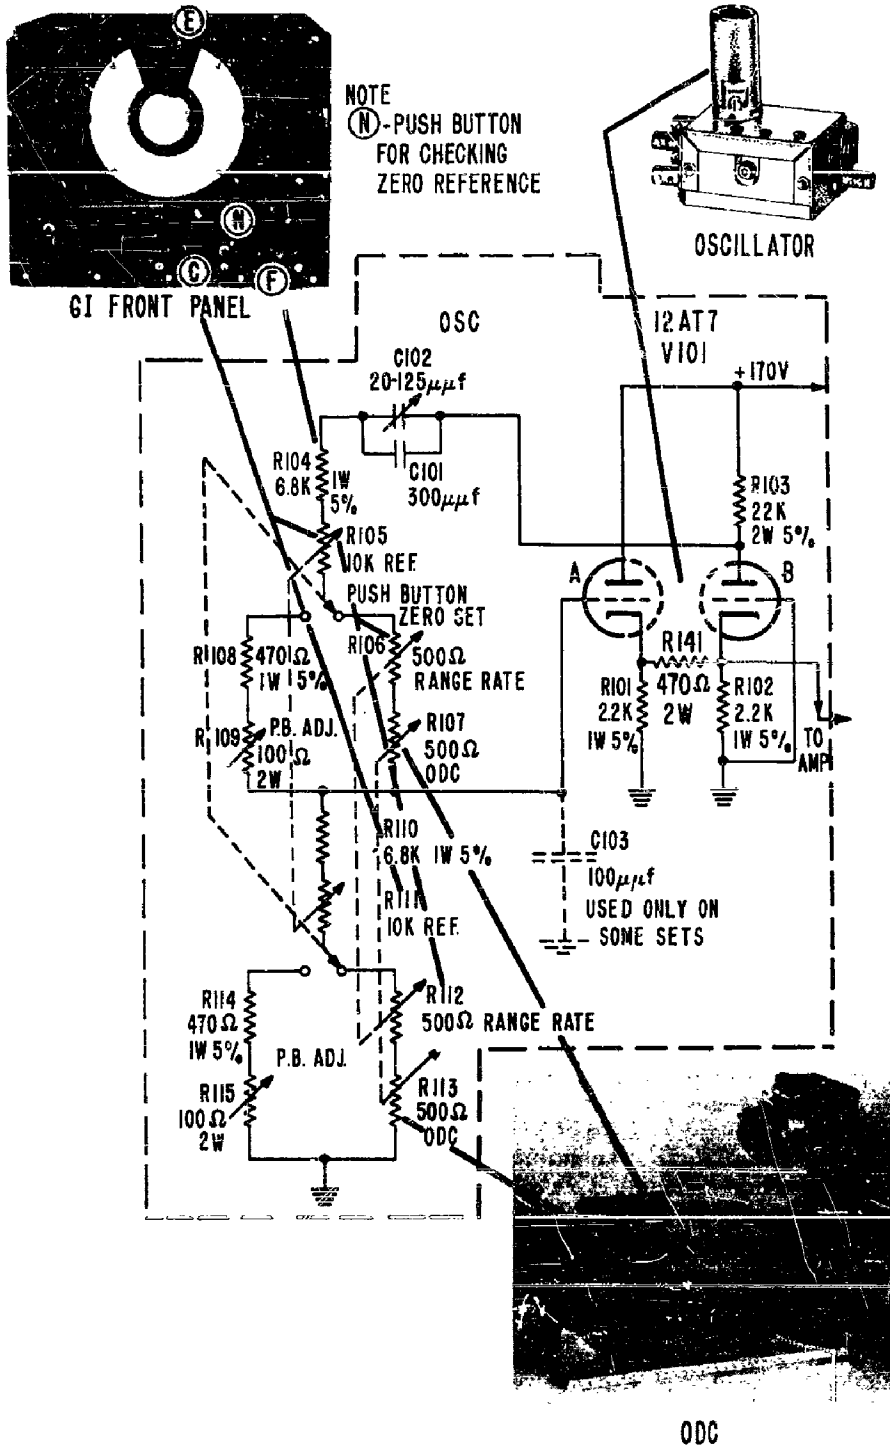 E
NOTE
N-PUSH BUTTON
FOR CHECKING
ZERO REFERENCE
N
C
F
GI FRONT PANEL
OSCILLATOR
OSC
12AT7
V101
+170V
C102
20-125μμf
C101
300μμf
R104
6.8K
1W
5%
R105
10K REF.
R103
22K
2W 5%
A
B
PUSH BUTTON
ZERO SET
R106
500Ω
RANGE RATE
R108
470Ω
1W 5%
R109
P.B. ADJ.
100Ω
2W
R107
500Ω
ODC
R141
470Ω
2W
R101
2.2K
1W 5%
R102
2.2K
1W 5%
TO
AMP
R110
6.8K 1W 5%
R111
10K REF.
C103
100μμf
USED ONLY ON
SOME SETS
R114
470Ω
1W 5%
R112
500Ω RANGE RATE
P.B. ADJ.
R115
100Ω
2W
R113
500Ω
ODC
ODC